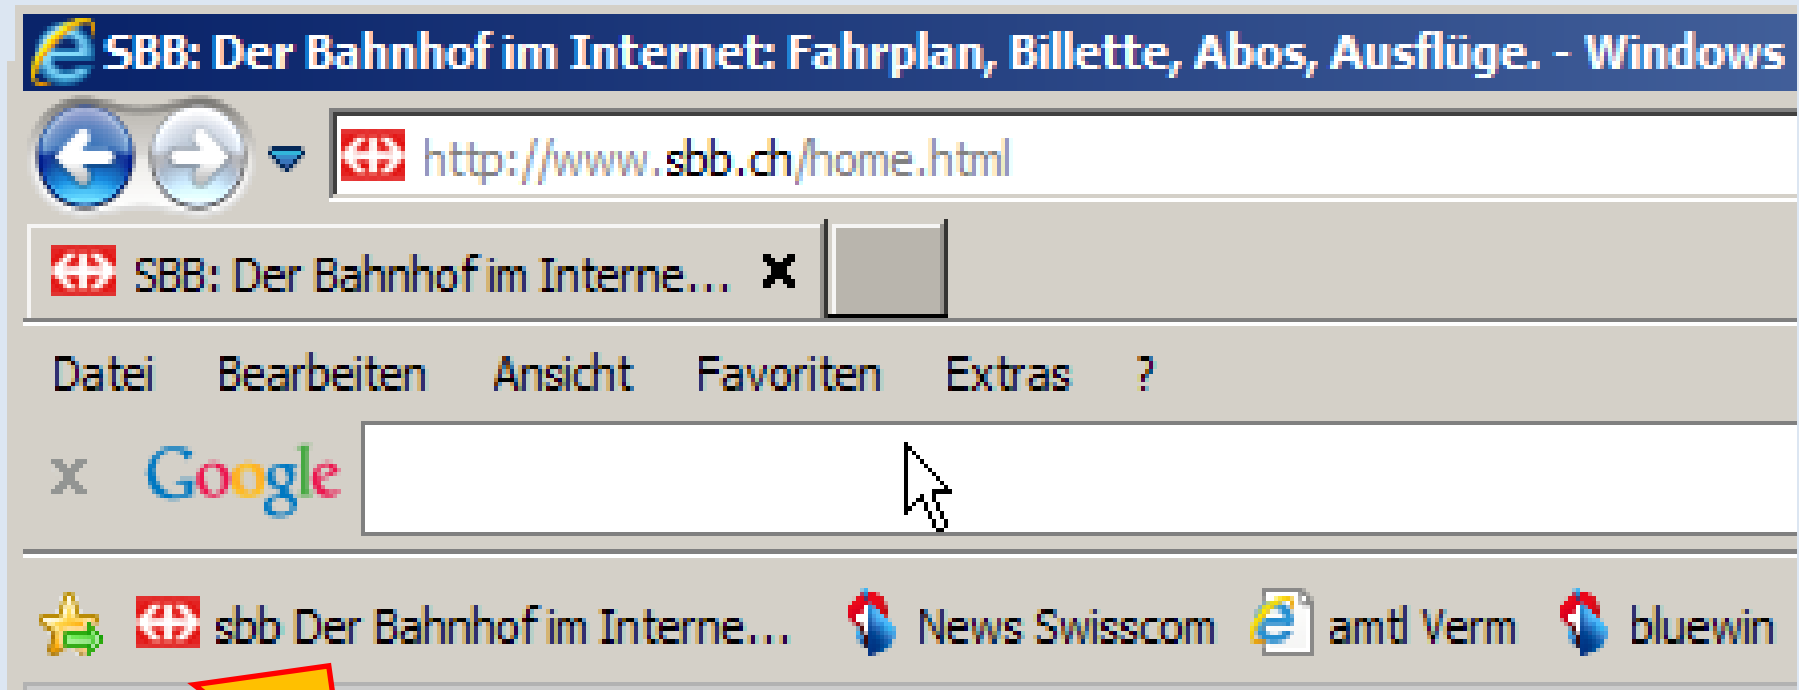 SBB: Der Bahnhof im Internet: Fahrplan, Billette, Abos, Ausflüge. - Windows
http://www.sbb.ch/home.html
SBB: Der Bahnhof im Interne...
Datei Bearbeiten Ansicht Favoriten Extras ?
x Google
sbb Der Bahnhof im Interne... News Swisscom amtl Verm bluewin